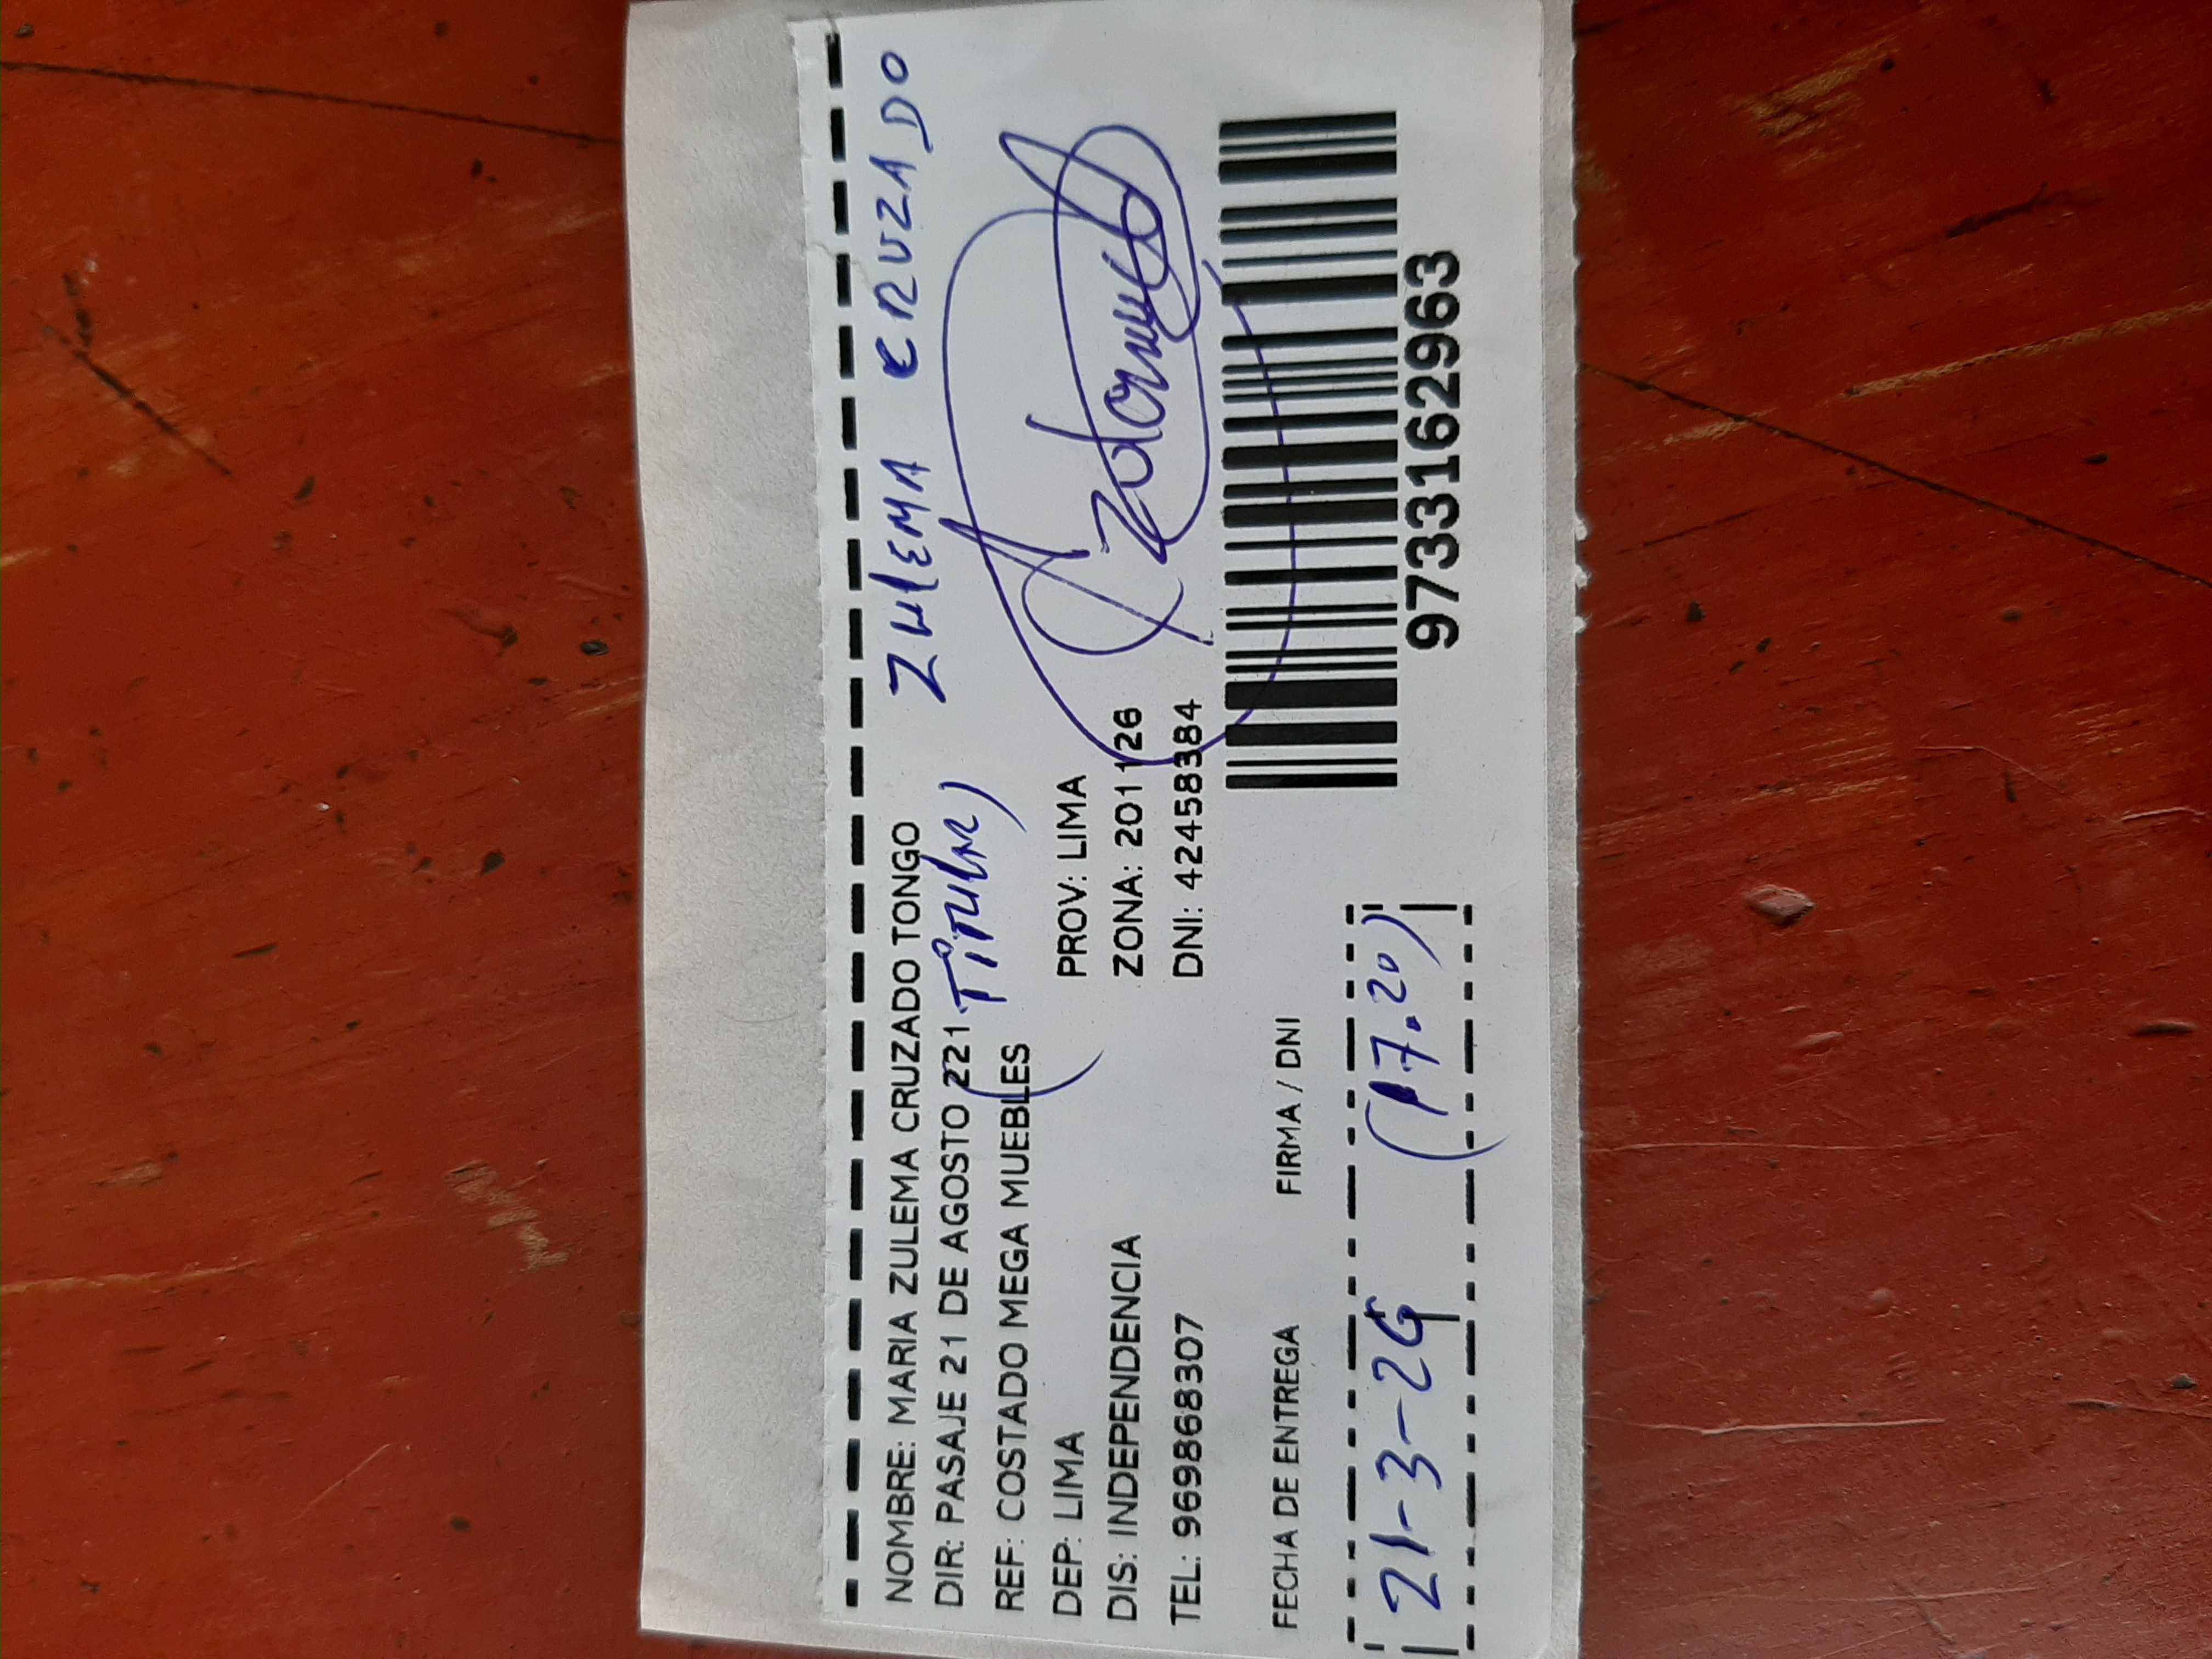 ZULEMA CRUZADO
NOMBRE: MARIA ZULEMA CRUZADO TONGO
DIR: PASAJE 21 DE AGOSTO 221
(TITULAR)
REF: COSTADO MEGA MUEBLES
DEP: LIMA PROV: LIMA
DIS: INDEPENDENCIA ZONA: 201126
TEL: 969868307 DNI: 42458384
FECHA DE ENTREGA FIRMA / DNI
21-3-24 (17.20)
9733162963